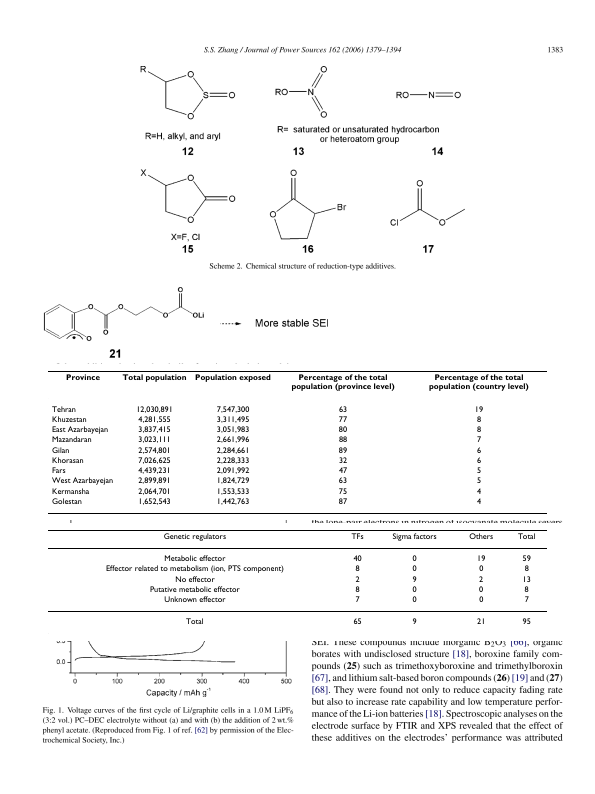 S.S. Zhang / Journal of Power Sources 162 (2006) 1379–1394 1383
R O S O O
O N O RO O
RO N O
R=H, alkyl, and aryl
R= saturated or unsaturated hydrocarbon
or heteroatom group
12 13 14
X O O O
O O Br
O Cl O
X=F, Cl
15 16 17
Scheme 2. Chemical structure of reduction-type additives.
O O O O O O OLi
O
More stable SEI
21
Province Total population Population exposed Percentage of the total Percentage of the total
population (province level) population (country level)
Tehran 12,030,891 7,547,300 63 19
Khuzestan 4,281,555 3,311,495 77 8
East Azarbayejan 3,837,415 3,051,983 80 8
Mazandaran 3,023,111 2,661,996 88 7
Gilan 2,574,801 2,284,661 89 6
Khorasan 7,026,625 2,228,333 32 6
Fars 4,439,231 2,091,992 47 5
West Azarbayejan 2,899,891 1,824,729 63 5
Kermansha 2,064,701 1,553,533 75 4
Golestan 1,652,543 1,442,763 87 4
the lone-pair electrons in nitrogen of isocyanate molecule severs
Genetic regulators TFs Sigma factors Others Total
Metabolic effector 40 0 19 59
Effector related to metabolism (ion, PTS component) 8 0 0 8
No effector 2 9 2 13
Putative metabolic effector 8 0 0 8
Unknown effector 7 0 0 7
Total 65 9 21 95
0.0
0 100 200 300 400 500
Capacity / mAh g⁻¹
Fig. 1. Voltage curves of the first cycle of Li/graphite cells in a 1.0 M LiPF₆
(3:2 vol.) PC–DEC electrolyte without (a) and with (b) the addition of 2 wt.%
phenyl acetate. (Reproduced from Fig. 1 of ref. [62] by permission of the Elec-
trochemical Society, Inc.)
SEI. These compounds include inorganic B₂O₃ [66], organic
borates with undisclosed structure [18], boroxine family com-
pounds (25) such as trimethoxyboroxine and trimethylboroxin
[67], and lithium salt-based boron compounds (26) [19] and (27)
[68]. They were found not only to reduce capacity fading rate
but also to increase rate capability and low temperature perfor-
mance of the Li-ion batteries [18]. Spectroscopic analyses on the
electrode surface by FTIR and XPS revealed that the effect of
these additives on the electrodes' performance was attributed